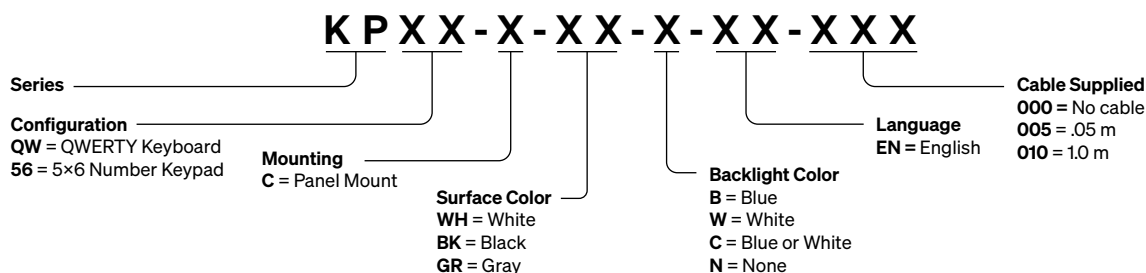 KPXX-X-XX-X-XX-XXX
Series
Configuration
QW = QWERTY Keyboard
56 = 5×6 Number Keypad
Mounting
C = Panel Mount
Surface Color
WH = White
BK = Black
GR = Gray
Backlight Color
B = Blue
W = White
C = Blue or White
N = None
Language
EN = English
Cable Supplied
000 = No cable
005 = .05 m
010 = 1.0 m